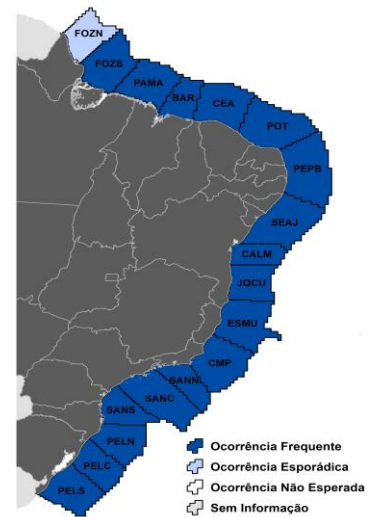 FOZN
FOZS
PAMA
BAR
CEA
POT
PEPB
SEAJ
CALM
JQCU
ESMU
CMP
SANN
SANC
SANS
PELN
PELC
PELS
Ocorrência Frequente
Ocorrência Esporádica
Ocorrência Não Esperada
Sem Informação